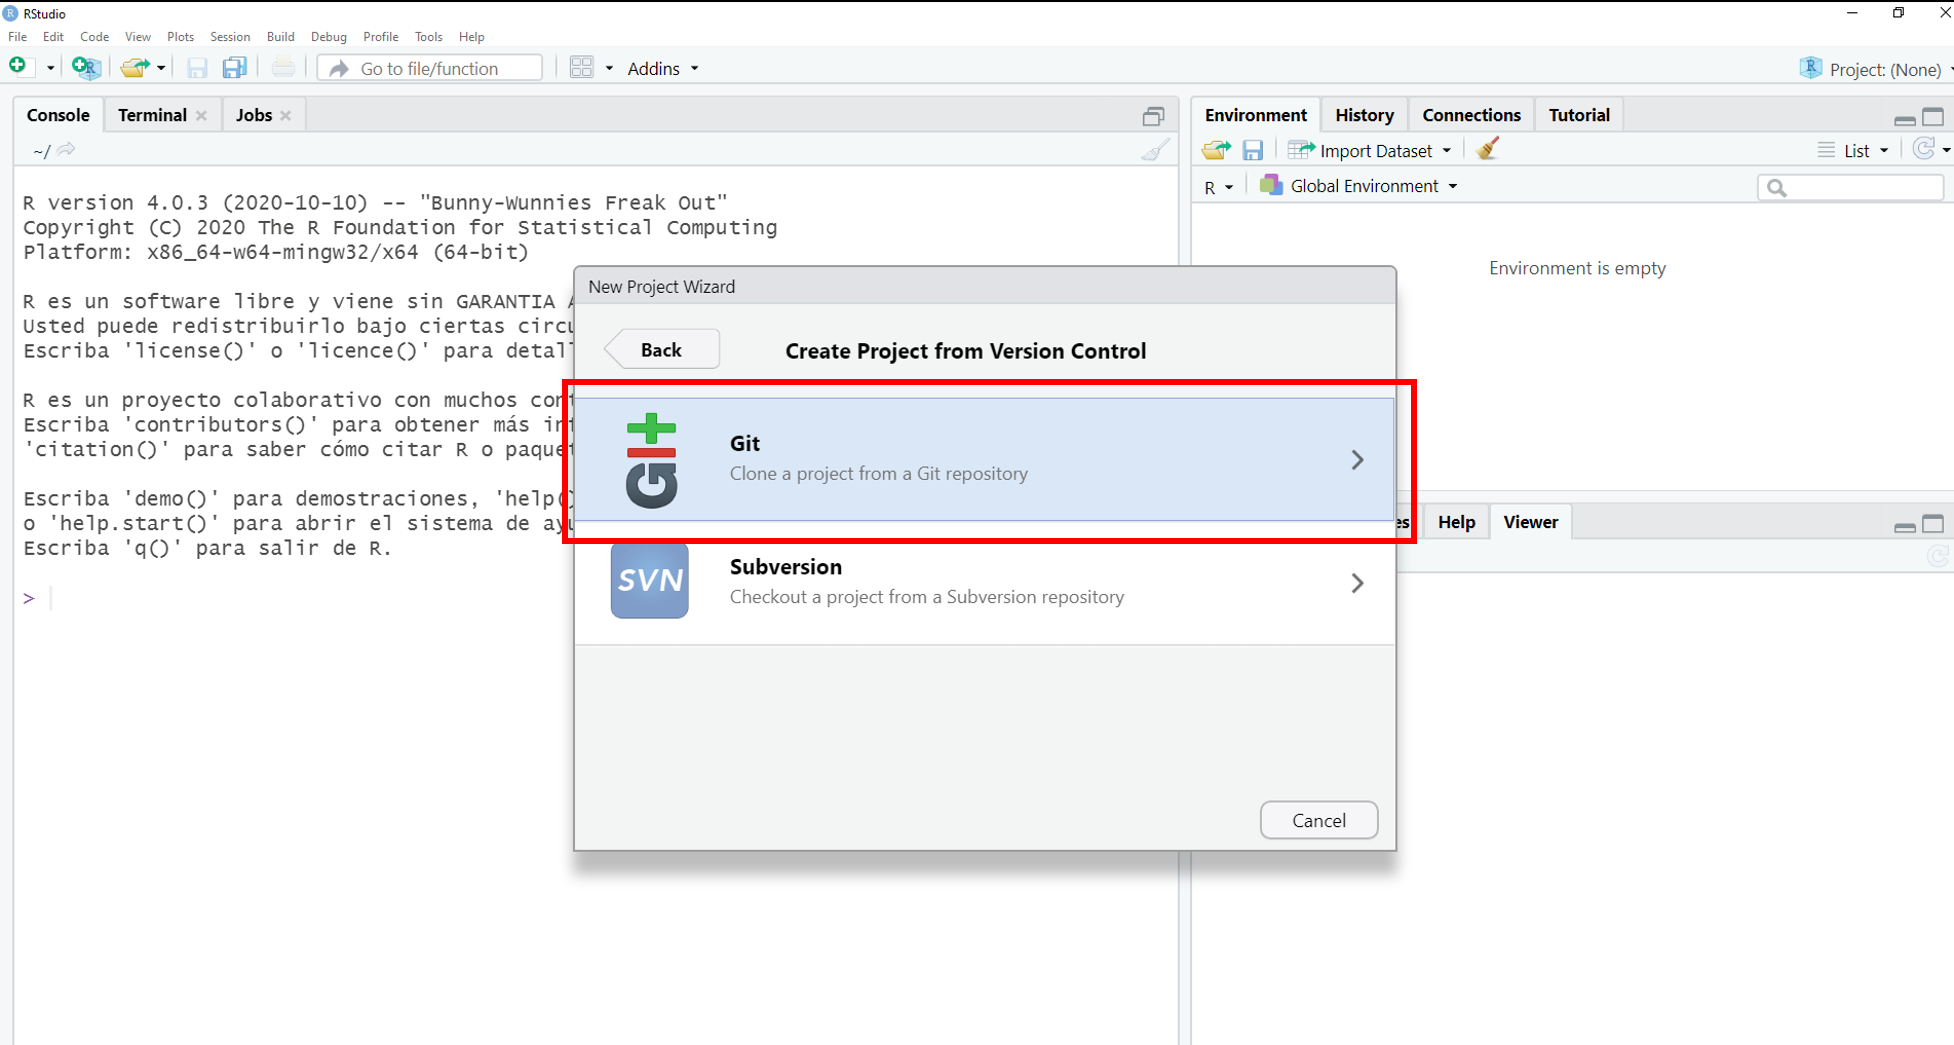 RStudio
File Edit Code View Plots Session Build Debug Profile Tools Help
Go to file/function Addins Project: (None)
Console Terminal Jobs
~/
R version 4.0.3 (2020-10-10) -- "Bunny-Wunnies Freak Out"
Copyright (C) 2020 The R Foundation for Statistical Computing
Platform: x86_64-w64-mingw32/x64 (64-bit)
R es un software libre y viene sin GARANTIA
Usted puede redistribuirlo bajo ciertas circu
Escriba 'license()' o 'licence()' para detal
R es un proyecto colaborativo con muchos con
Escriba 'contributors()' para obtener más in
'citation()' para saber cómo citar R o paque
Escriba 'demo()' para demostraciones, 'help()
o 'help.start()' para abrir el sistema de ay
Escriba 'q()' para salir de R.
>
New Project Wizard
Back
Create Project from Version Control
git
Git
Clone a project from a Git repository
SVN
Subversion
Checkout a project from a Subversion repository
Cancel
Environment History Connections Tutorial
Import Dataset List
R Global Environment
Environment is empty
es Help Viewer